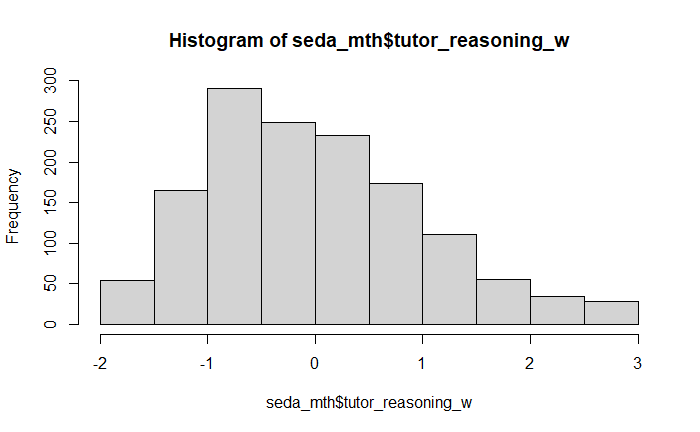 Histogram of seda_mth$tutor_reasoning_w
Frequency
300
250
200
150
100
50
0
-2 -1 0 1 2 3
seda_mth$tutor_reasoning_w